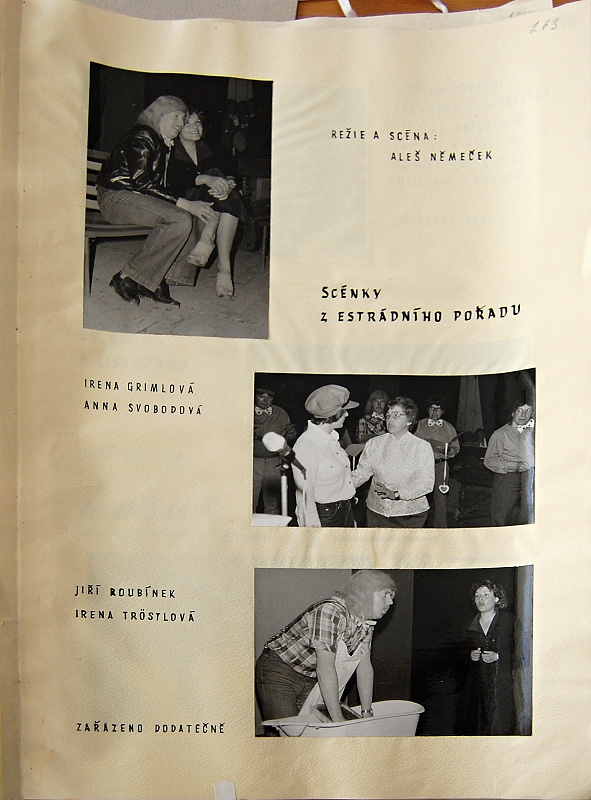 263
REŽIE A SCÉNA:
ALEŠ NĚMEČEK
SCÉNKY
Z ESTRÁDNÍHO POŘADU
IRENA GRIMLOVÁ
ANNA SVOBODOVÁ
JIŘÍ ROUBÍNEK
IRENA TRÖSTLOVÁ
ZAŘAZENO DODATEČNĚ